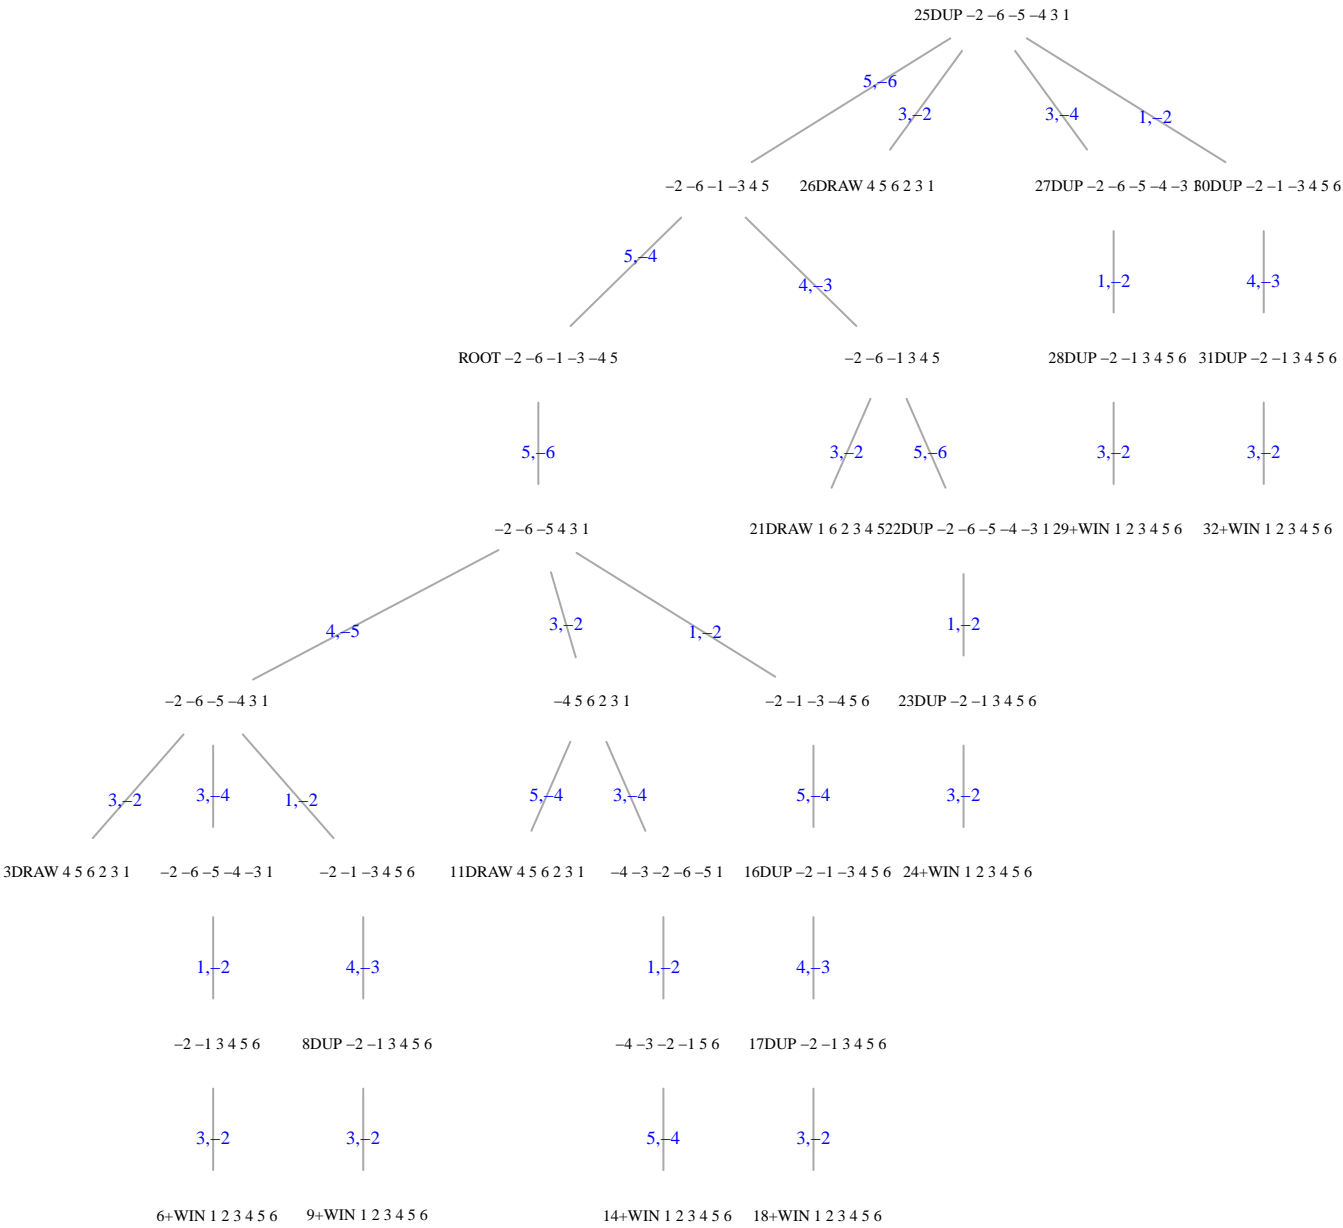 25DUP –2 –6 –5 –4 3 1
5,–6
3,–2
3,–4
1,–2
–2 –6 –1 –3 4 5
26DRAW 4 5 6 2 3 1
27DUP –2 –6 –5 –4 –3 1
30DUP –2 –1 –3 4 5 6
5,–4
4,–3
1,–2
4,–3
ROOT –2 –6 –1 –3 –4 5
–2 –6 –1 3 4 5
28DUP –2 –1 3 4 5 6
31DUP –2 –1 3 4 5 6
5,–6
3,–2
5,–6
3,–2
3,–2
–2 –6 –5 4 3 1
21DRAW 1 6 2 3 4 5
22DUP –2 –6 –5 –4 –3 1
29+WIN 1 2 3 4 5 6
32+WIN 1 2 3 4 5 6
4,–5
3,–2
1,–2
1,–2
–2 –6 –5 –4 3 1
–4 5 6 2 3 1
–2 –1 –3 –4 5 6
23DUP –2 –1 3 4 5 6
3,–2
3,–4
1,–2
5,–4
3,–4
5,–4
3,–2
3DRAW 4 5 6 2 3 1
–2 –6 –5 –4 –3 1
–2 –1 –3 4 5 6
11DRAW 4 5 6 2 3 1
–4 –3 –2 –6 –5 1
16DUP –2 –1 –3 4 5 6
24+WIN 1 2 3 4 5 6
1,–2
4,–3
1,–2
4,–3
–2 –1 3 4 5 6
8DUP –2 –1 3 4 5 6
–4 –3 –2 –1 5 6
17DUP –2 –1 3 4 5 6
3,–2
3,–2
5,–4
3,–2
6+WIN 1 2 3 4 5 6
9+WIN 1 2 3 4 5 6
14+WIN 1 2 3 4 5 6
18+WIN 1 2 3 4 5 6